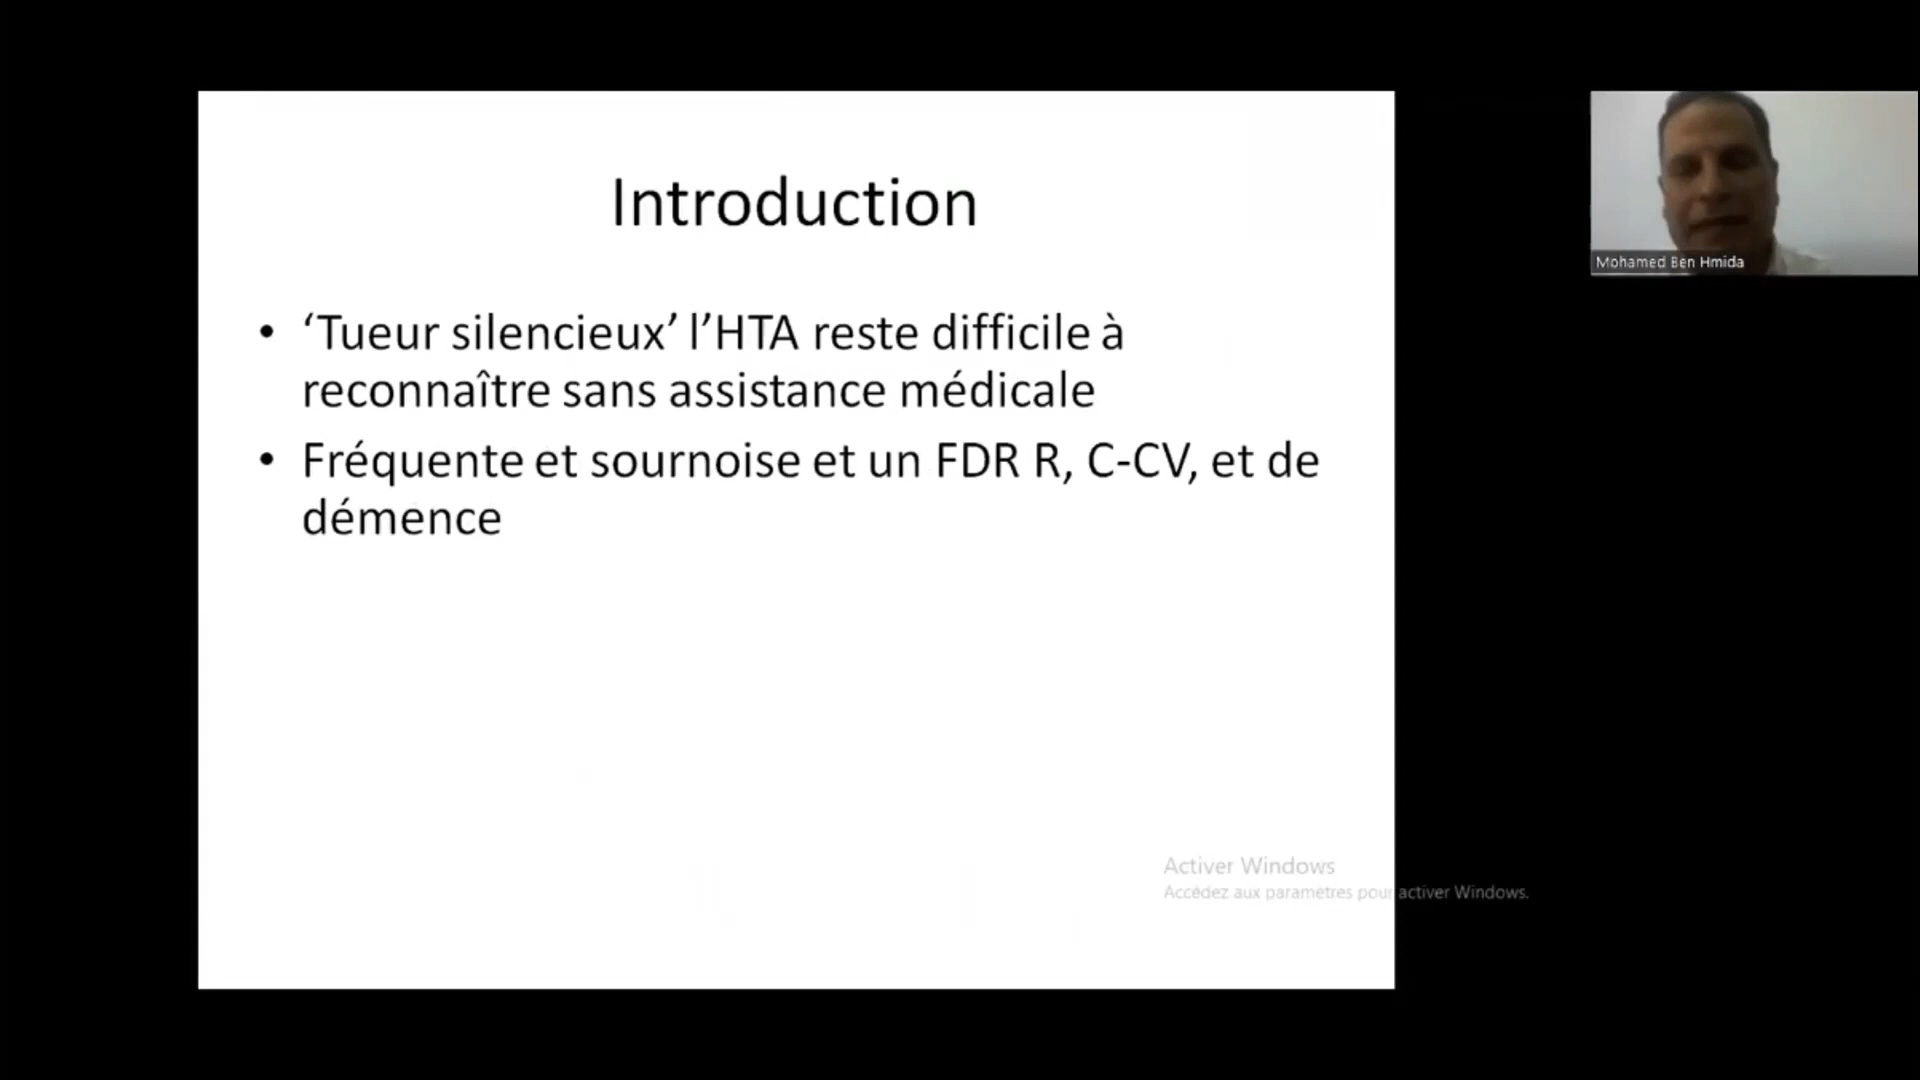 Introduction
• ‘Tueur silencieux’ l’HTA reste difficile à
reconnaître sans assistance médicale
• Fréquente et sournoise et un FDR R, C-CV, et de
démence
Mohamed Ben Hmida
Activer Windows
Accédez aux paramètres pour activer Windows.